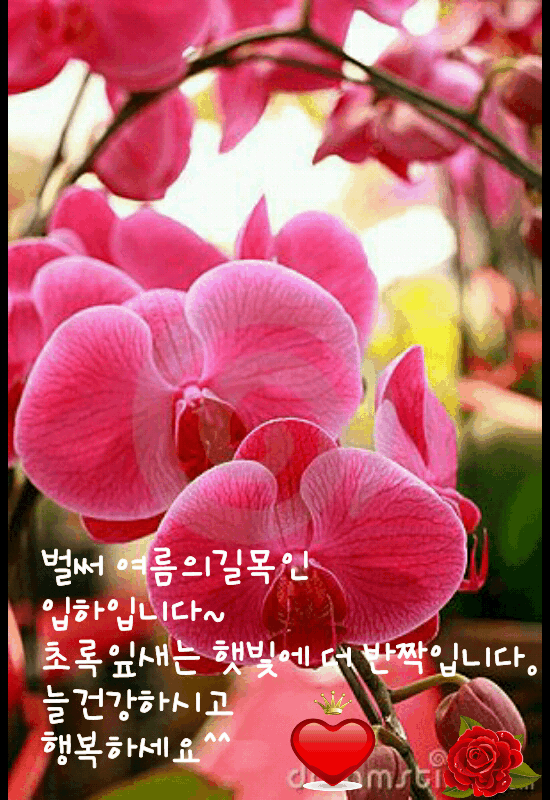 벌써 여름의길목인
입하입니다~
초록잎새는 햇빛에 더 반짝입니다.
늘건강하시고
행복하세요^^
dreamsti